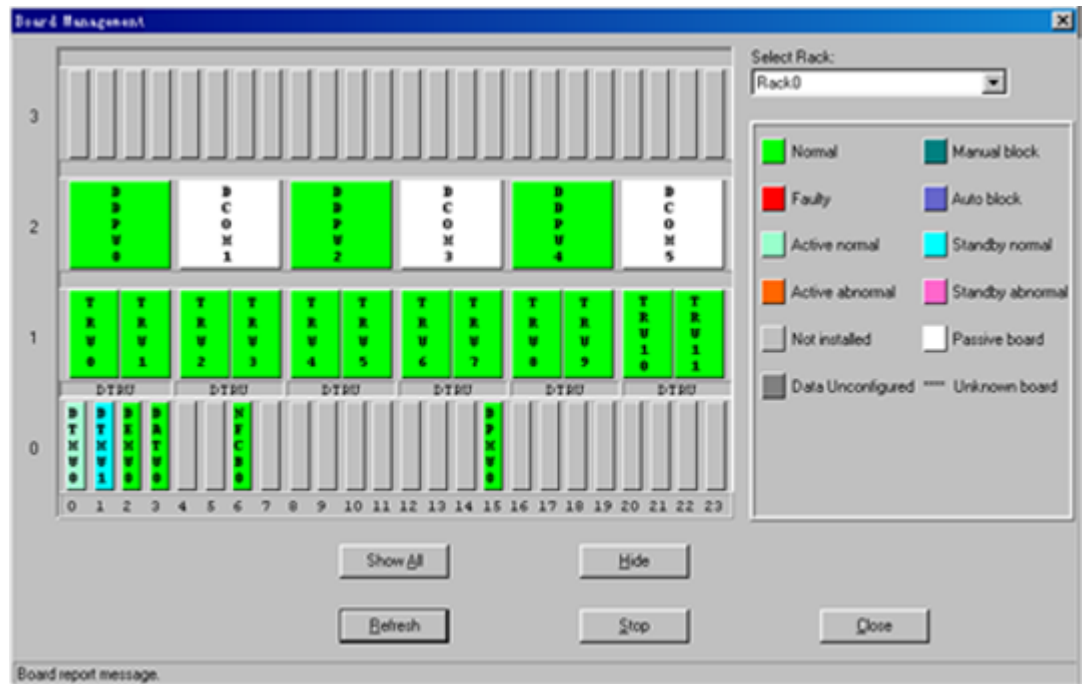 Board Management
Select Rack:
Rack0
3
Normal
Manual block
Faulty
Auto block
Active normal
Standby normal
Active abnormal
Standby abnormal
Not installed
Passive board
Data Unconfigured
Unknown board
2
DDPU0
DCOM1
DDPU2
DCOM3
DDPU4
DCOM5
1
TRU0
TRU1
TRU2
TRU3
TRU4
TRU5
TRU6
TRU7
TRU8
TRU9
TRU10
TRU11
DTRU
DTRU
DTRU
DTRU
DTRU
DTRU
0
DTMU0
DTMU1
DEMU0
DATU0
NFCB0
DPMU0
0 1 2 3 4 5 6 7 8 9 10 11 12 13 14 15 16 17 18 19 20 21 22 23
Show All
Hide
Refresh
Stop
Close
Board report message.